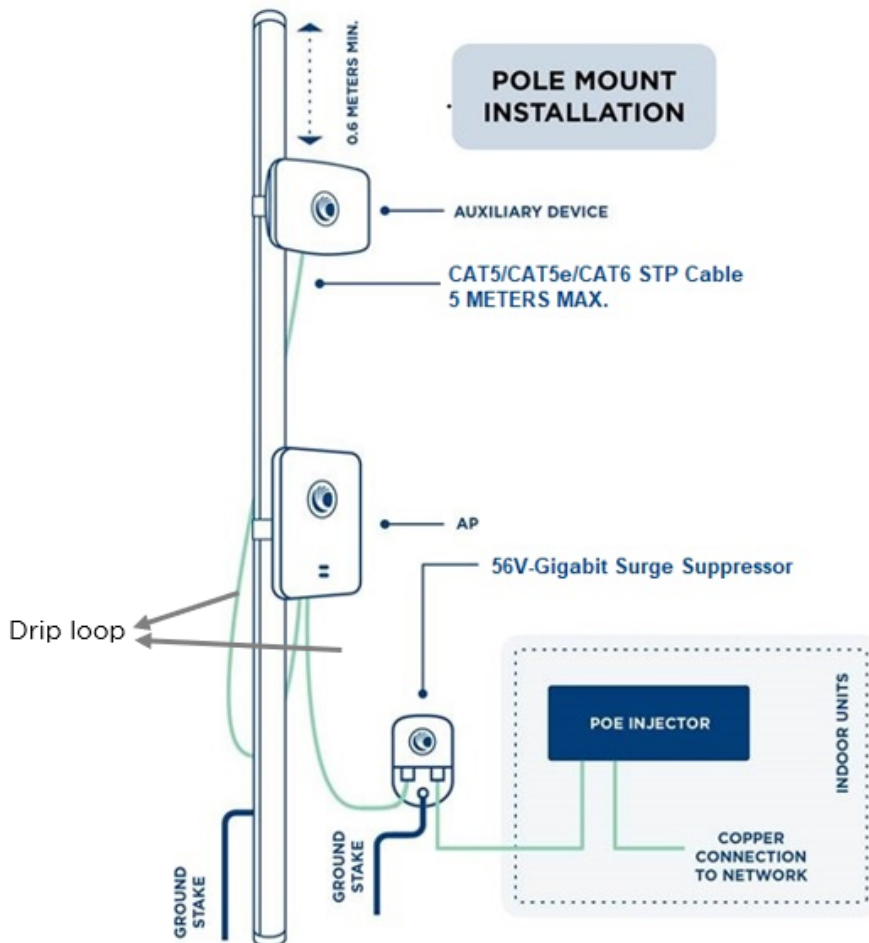 0.6 METERS MIN.
POLE MOUNT
INSTALLATION
AUXILIARY DEVICE
CAT5/CAT5e/CAT6 STP Cable
5 METERS MAX.
AP
56V-Gigabit Surge Suppressor
Drip loop
POE INJECTOR
INDOOR UNITS
COPPER
CONNECTION
TO NETWORK
GROUND
STAKE
GROUND
STAKE